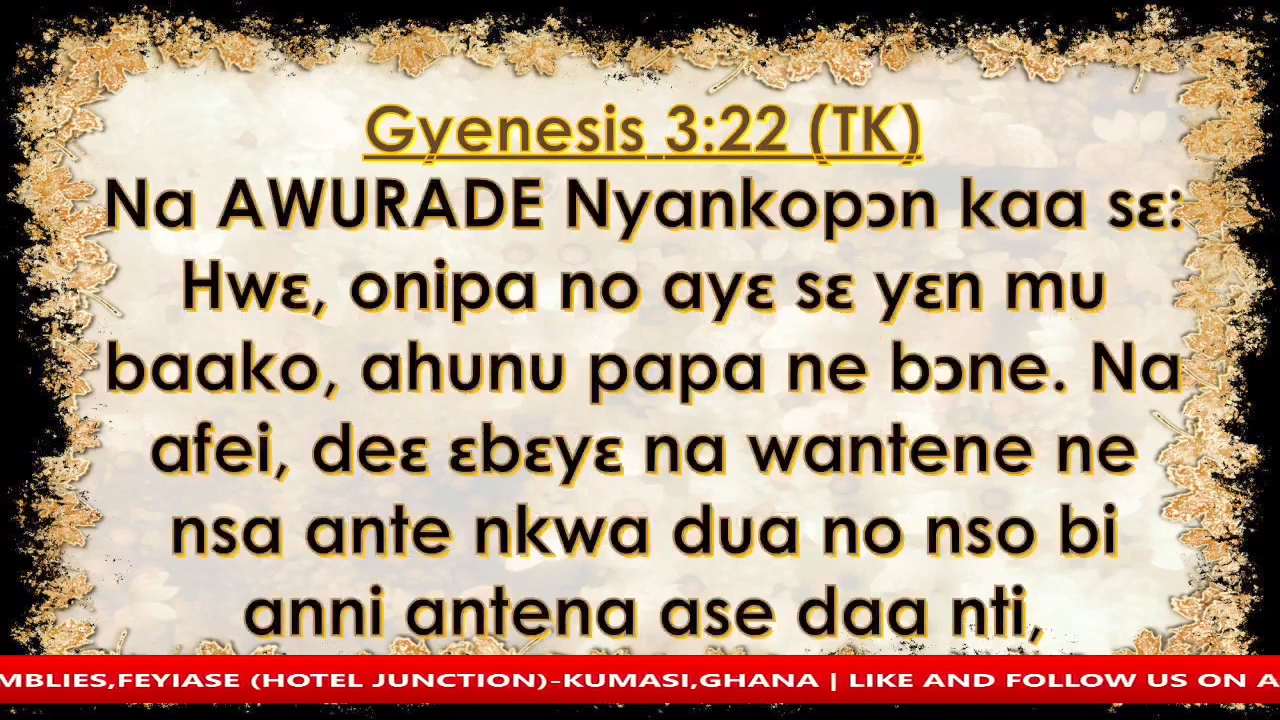 Gyenesis 3:22 (TK)
Na AWURADE Nyankopɔn kaa sɛ:
Hwɛ, onipa no ayɛ sɛ yɛn mu
baako, ahunu papa ne bɔne. Na
afei, deɛ ɛbɛyɛ na wantene ne
nsa ante nkwa dua no nso bi
anni antena ase daa nti,
MBLIES,FEYIASE (HOTEL JUNCTION)-KUMASI,GHANA | LIKE AND FOLLOW US ON A